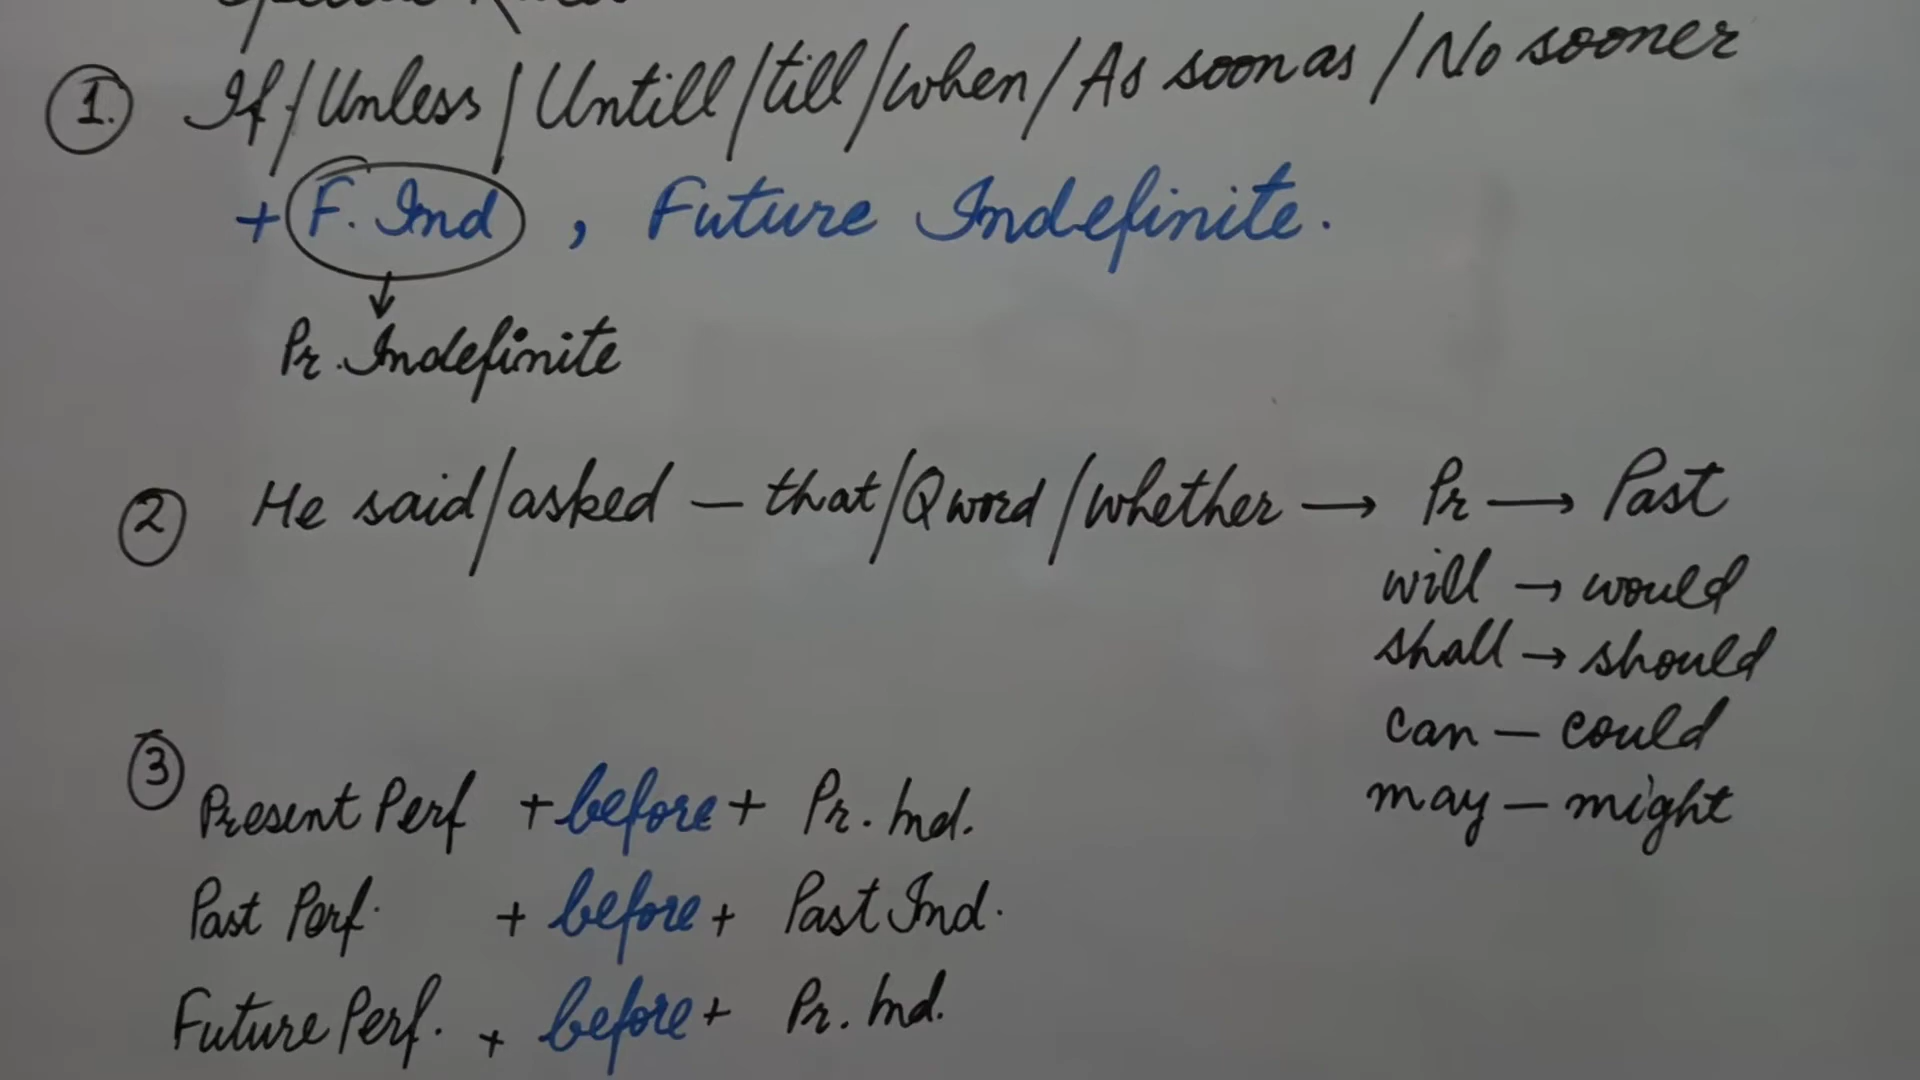 ① If/Unless/Untill/till/when/As soon as/No sooner
+ F. Ind , Future Indefinite.
↓
Pr. Indefinite
② He said/asked — that/Q word/whether → Pr → Past
will → would
shall → should
can — could
may — might
③ Present Perf + before + Pr. Ind.
Past Perf. + before + Past Ind.
Future Perf. + before + Pr. Ind.